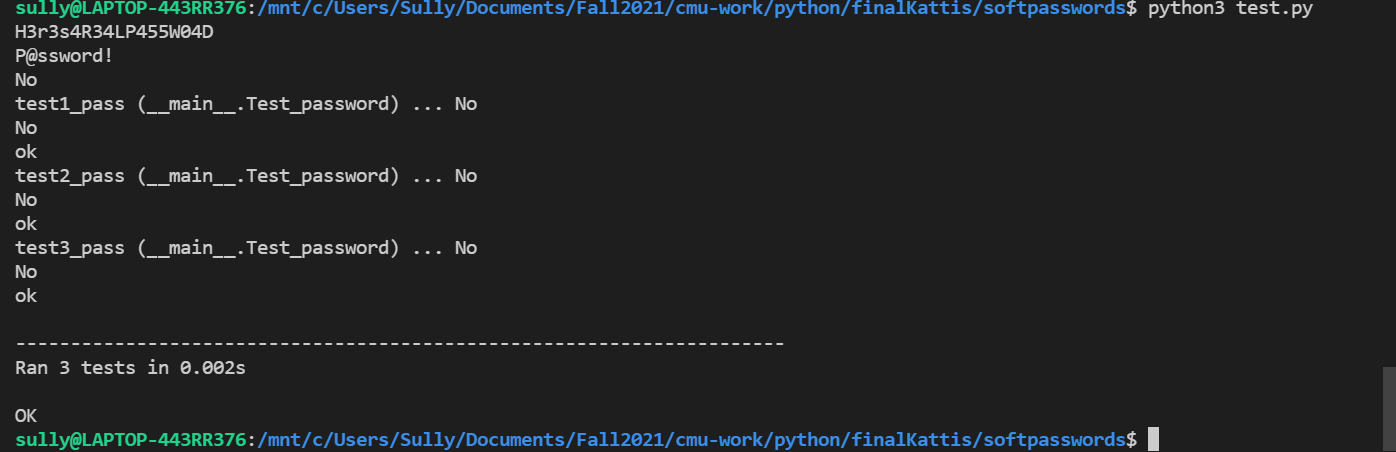 sully@LAPTOP-443RR376:/mnt/c/Users/Sully/Documents/Fall2021/cmu-work/python/finalKattis/softpasswords$ python3 test.py
H3r3s4R34LP455W04D
P@ssword!
No
test1_pass (__main__.Test_password) ... No
No
ok
test2_pass (__main__.Test_password) ... No
No
ok
test3_pass (__main__.Test_password) ... No
No
ok
----------------------------------------------------------------------
Ran 3 tests in 0.002s
OK
sully@LAPTOP-443RR376:/mnt/c/Users/Sully/Documents/Fall2021/cmu-work/python/finalKattis/softpasswords$